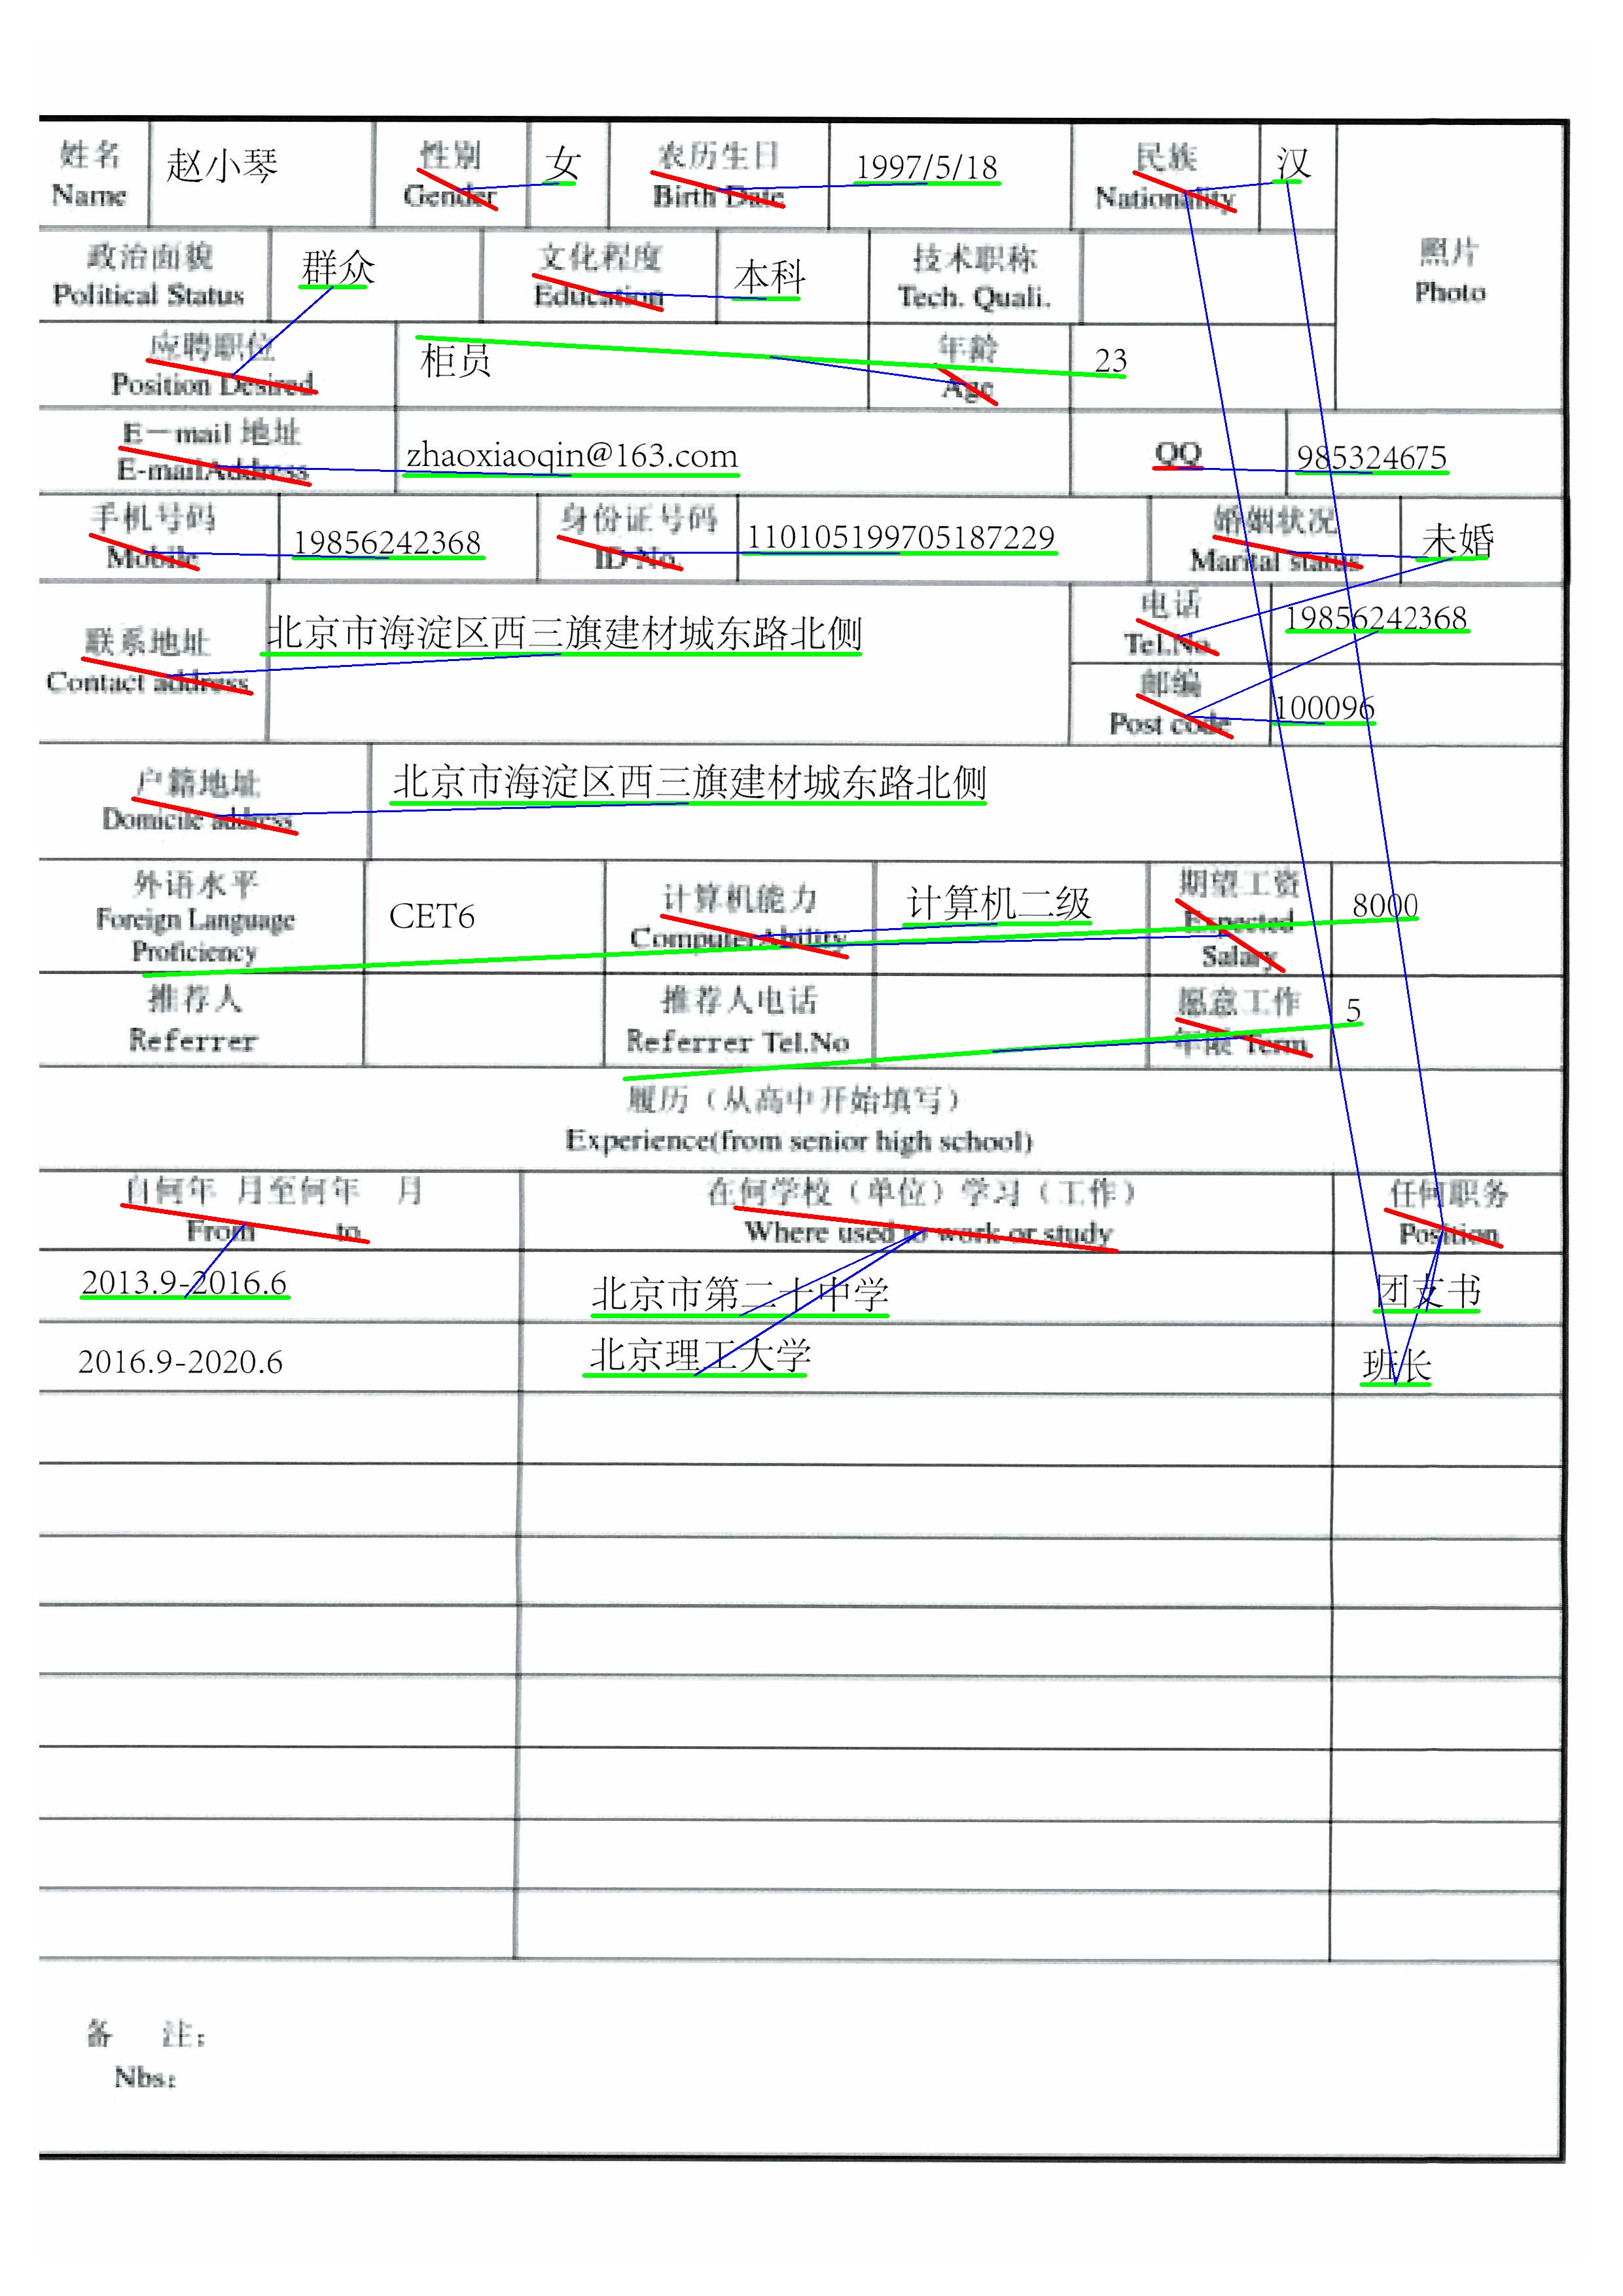 姓名 赵小琴 性别 女 农历生日 1997/5/18 民族 汉
Name Gender Birth Date Nationality
照片
Photo
政治面貌 群众 文化程度 本科 技术职称
Political Status Education Tech. Quali.
应聘职位 柜员 年龄 23
Position Desired Age
E－mail 地址 zhaoxiaoqin@163.com QQ 985324675
E-mailAddress
手机号码 19856242368 身份证号码 110105199705187229 婚姻状况 未婚
Mobile ID No. Marital status
联系地址 北京市海淀区西三旗建材城东路北侧
Contact address
电话 19856242368
Tel.No.
邮编 100096
Post code
户籍地址 北京市海淀区西三旗建材城东路北侧
Domicile address
外语水平 CET6 计算机能力 计算机二级 期望工资 8000
Foreign Language ComputerAbility Expected
Proficiency Salary
推荐人 推荐人电话 愿意工作 5
Referrer Referrer Tel.No 年限 Term
履历（从高中开始填写）
Experience(from senior high school)
自何年 月至何年 月 在何学校（单位）学习（工作） 任何职务
From to Where used to work or study Position
2013.9-2016.6 北京市第二十中学 团支书
2016.9-2020.6 北京理工大学 班长
备 注：
Nbs: